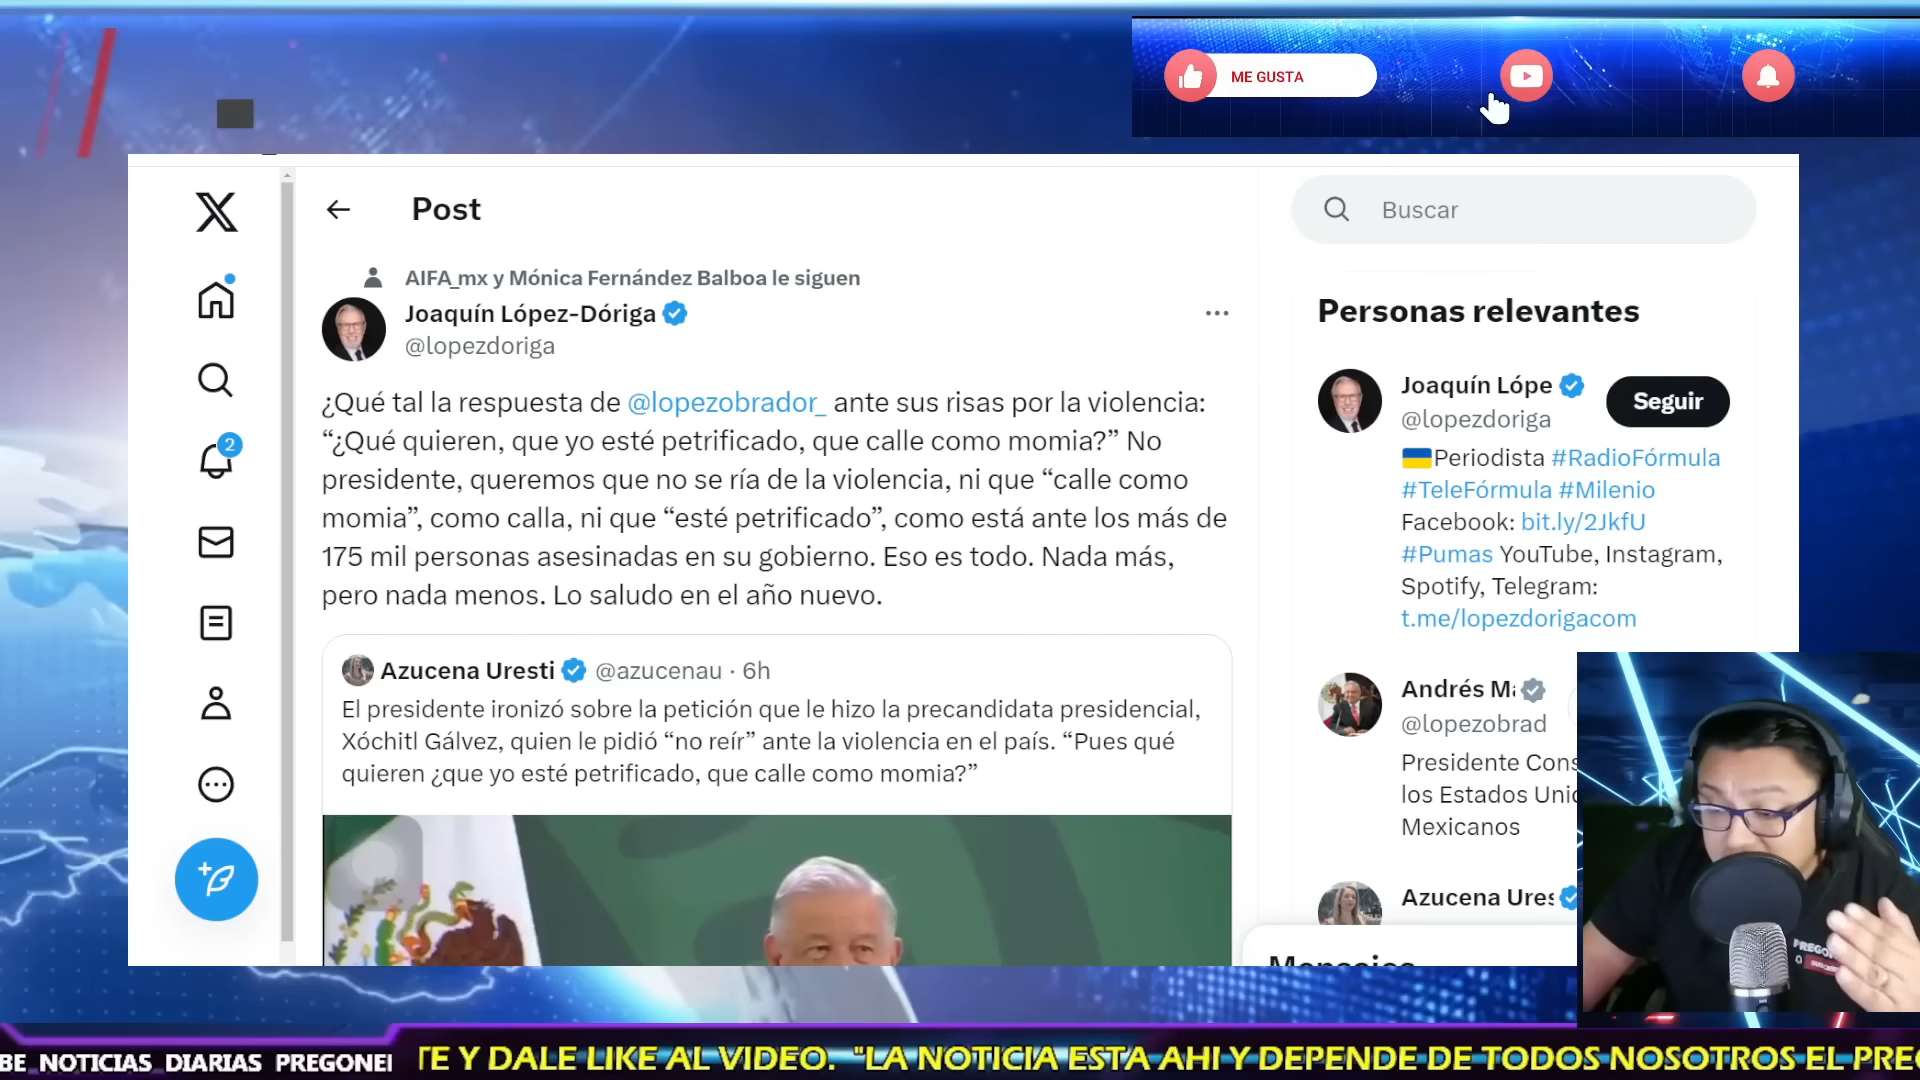 ME GUSTA
Post
Buscar
AIFA_mx y Mónica Fernández Balboa le siguen
Joaquín López-Dóriga
@lopezdoriga
¿Qué tal la respuesta de @lopezobrador_ ante sus risas por la violencia:
“¿Qué quieren, que yo esté petrificado, que calle como momia?” No
presidente, queremos que no se ría de la violencia, ni que “calle como
momia”, como calla, ni que “esté petrificado”, como está ante los más de
175 mil personas asesinadas en su gobierno. Eso es todo. Nada más,
pero nada menos. Lo saludo en el año nuevo.
2
Azucena Uresti @azucenau · 6h
El presidente ironizó sobre la petición que le hizo la precandidata presidencial,
Xóchitl Gálvez, quien le pidió “no reír” ante la violencia en el país. “Pues qué
quieren ¿que yo esté petrificado, que calle como momia?”
Personas relevantes
Joaquín Lópe
@lopezdoriga
Seguir
Periodista #RadioFórmula
#TeleFórmula #Milenio
Facebook: bit.ly/2JkfU
#Pumas YouTube, Instagram,
Spotify, Telegram:
t.me/lopezdorigacom
Andrés Ma
@lopezobrad
Presidente Cons
los Estados Unid
Mexicanos
Azucena Ures
Mensajes
PREGO
BE NOTICIAS DIARIAS PREGONE
TE Y DALE LIKE AL VIDEO. "LA NOTICIA ESTA AHI Y DEPENDE DE TODOS NOSOTROS EL PRE